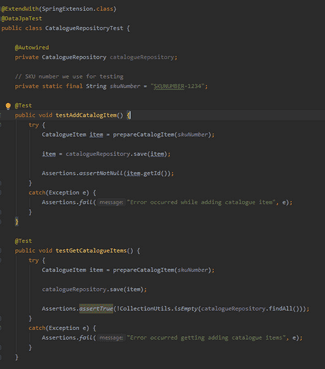 @ExtendWith(SpringExtension.class)
@DataJpaTest
public class CatalogueRepositoryTest {
@Autowired
private CatalogueRepository catalogueRepository;
// SKU number we use for testing
private static final String skuNumber = "SKUNUMBER-1234";
@Test
public void testAddCatalogItem() {
try {
CatalogueItem item = prepareCatalogItem(skuNumber);
item = catalogueRepository.save(item);
Assertions.assertNotNull(item.getId());
}
catch(Exception e) {
Assertions.fail( message: "Error occurred while adding catalogue item", e);
}
}
@Test
public void testGetCatalogueItems() {
try {
CatalogueItem item = prepareCatalogItem(skuNumber);
catalogueRepository.save(item);
Assertions.assertTrue(!CollectionUtils.isEmpty(catalogueRepository.findAll()));
}
catch(Exception e) {
Assertions.fail( message: "Error occurred getting adding catalogue items", e);
}
}